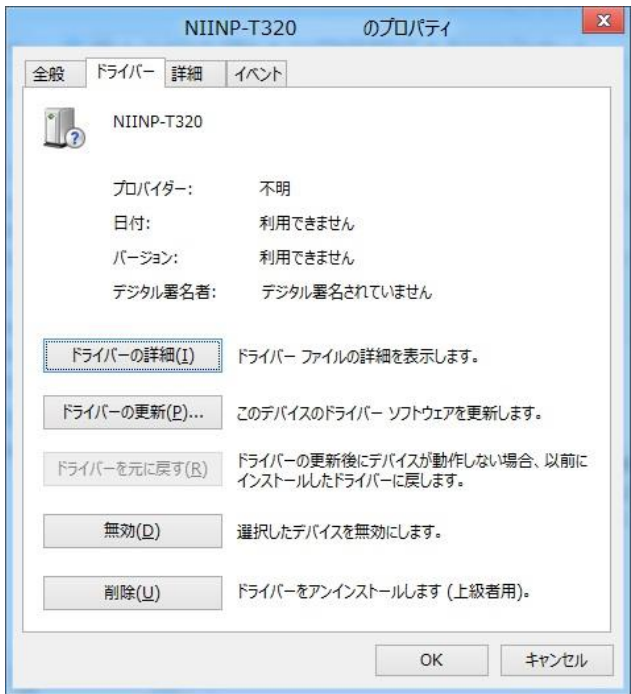 NIINP-T320 のプロパティ
x
全般 ドライバー 詳細 イベント
?
NIINP-T320
プロバイダー: 不明
日付: 利用できません
バージョン: 利用できません
デジタル署名者: デジタル署名されていません
ドライバーの詳細(I) ドライバー ファイルの詳細を表示します。
ドライバーの更新(P)... このデバイスのドライバー ソフトウェアを更新します。
ドライバーを元に戻す(R) ドライバーの更新後にデバイスが動作しない場合、以前に
インストールしたドライバーに戻します。
無効(D) 選択したデバイスを無効にします。
削除(U) ドライバーをアンインストールします (上級者用)。
OK キャンセル